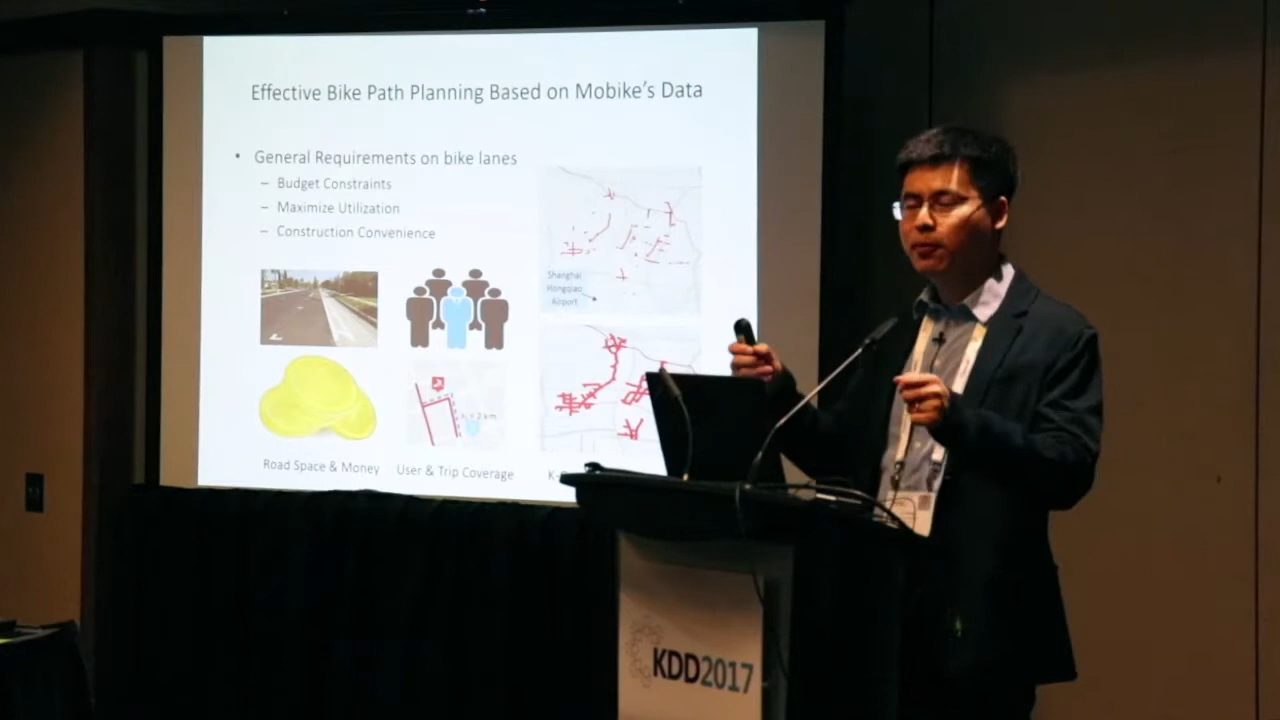 Effective Bike Path Planning Based on Mobike's Data
• General Requirements on bike lanes
– Budget Constraints
– Maximize Utilization
– Construction Convenience
Shanghai
Hongqiao
Airport
Road Space & Money
User & Trip Coverage
KDD2017